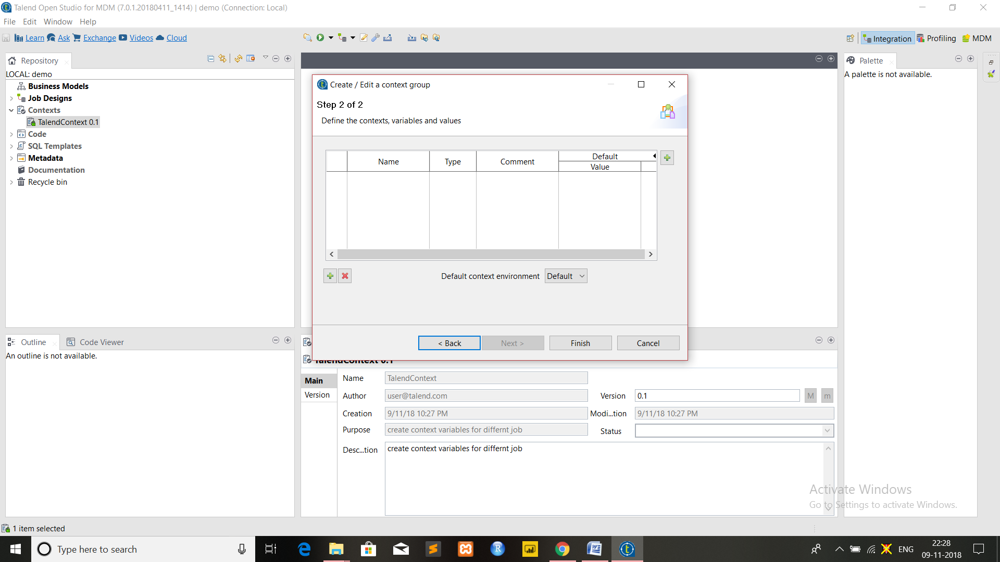 Talend Open Studio for MDM (7.0.1.20180411_1414) | demo (Connection: Local)
File Edit Window Help
Learn Ask Exchange Videos Cloud
Integration Profiling MDM
Repository
LOCAL: demo
Business Models
Job Designs
Contexts
TalendContext 0.1
Code
SQL Templates
Metadata
Documentation
Recycle bin
Create / Edit a context group
Step 2 of 2
Define the contexts, variables and values
Name Type Comment Default
Value
Default context environment Default
< Back Next > Finish Cancel
Palette
A palette is not available.
Outline Code Viewer
An outline is not available.
TalendContext 0.1
Main
Version
Name TalendContext
Author user@talend.com Version 0.1 M m
Creation 9/11/18 10:27 PM Modi...tion 9/11/18 10:27 PM
Purpose create context variables for differnt job Status
Desc...tion create context variables for differnt job
Activate Windows
Go to Settings to activate Windows.
1 item selected
Type here to search
ENG
22:28
09-11-2018